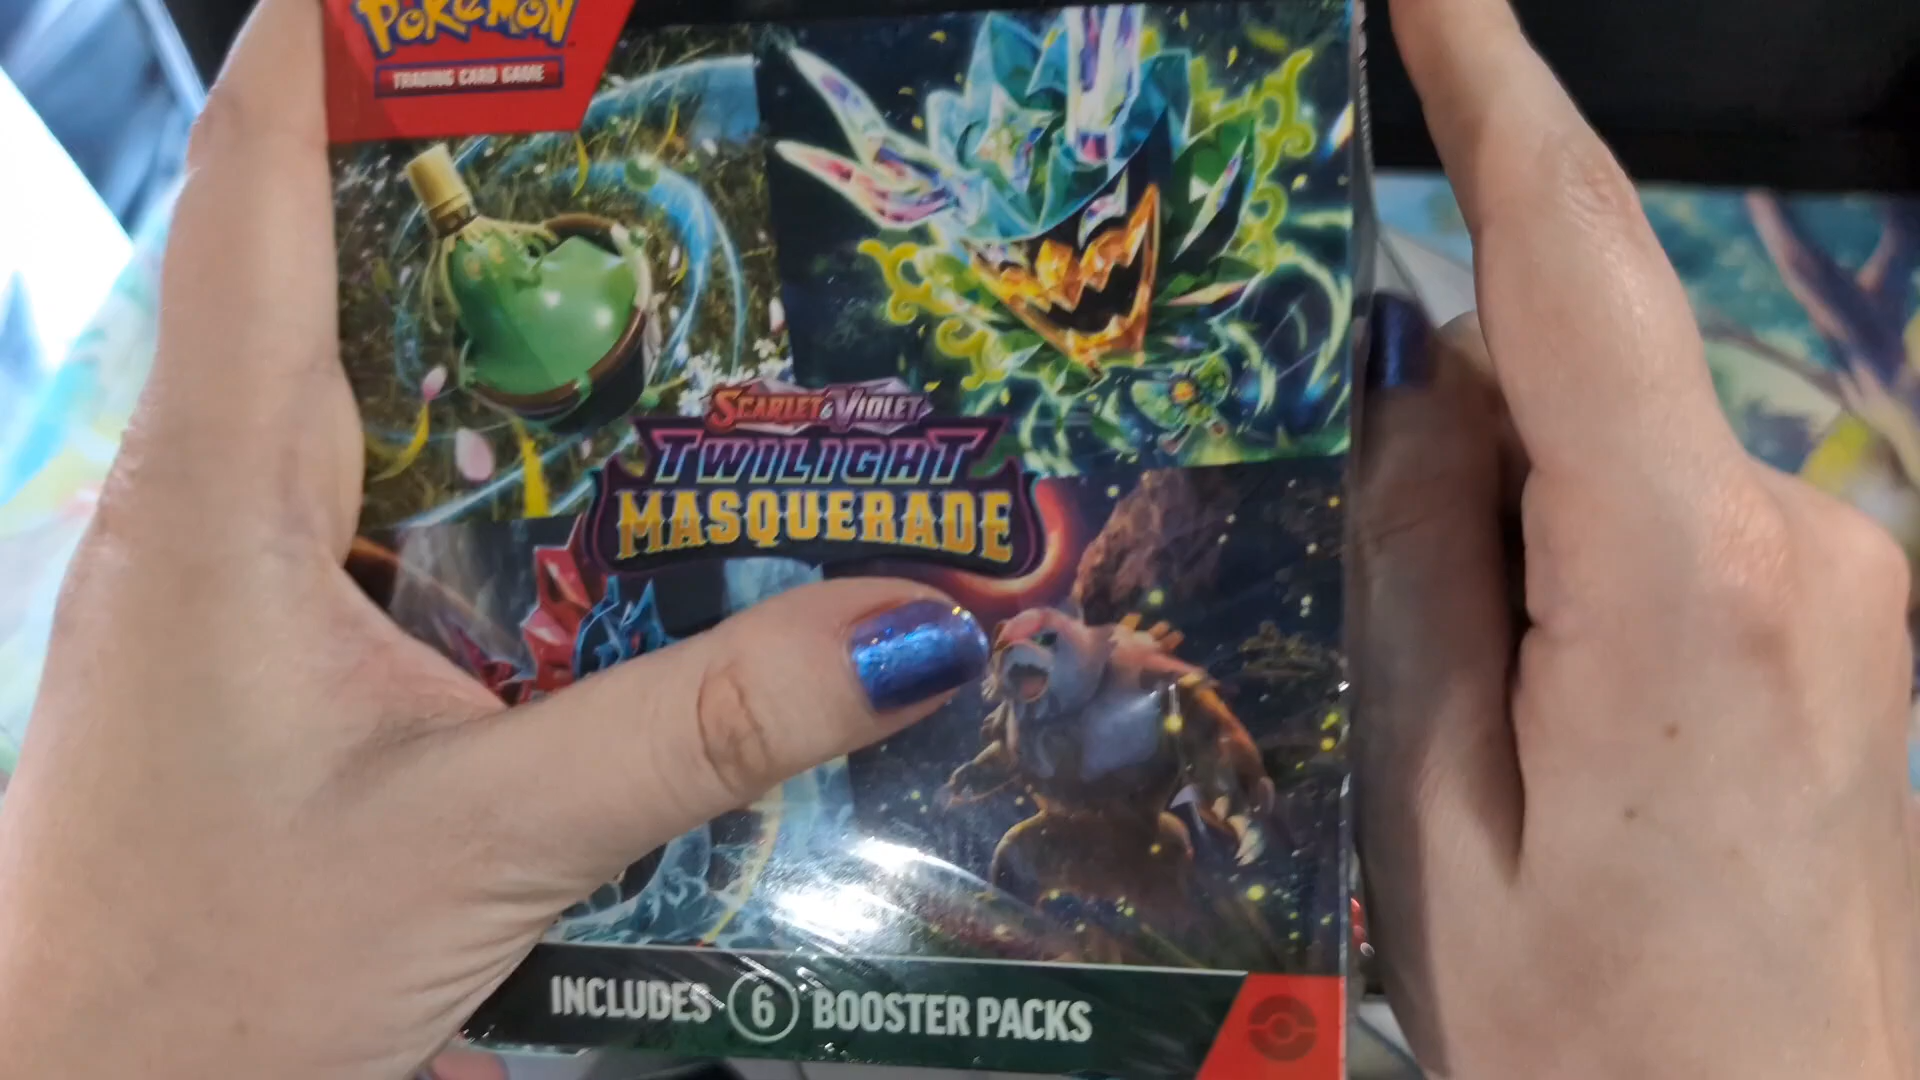 POKéMON
TRADING CARD GAME
SCARLET & VIOLET
TWILIGHT
MASQUERADE
INCLUDES 6 BOOSTER PACKS